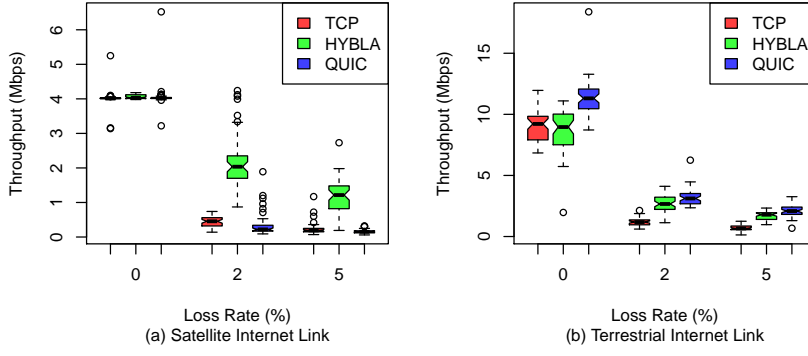 TCP
HYBLA
QUIC
Throughput (Mbps)
6
5
4
3
2
1
0
0
2
5
Loss Rate (%)
(a) Satellite Internet Link
TCP
HYBLA
QUIC
Throughput (Mbps)
15
10
5
0
0
2
5
Loss Rate (%)
(b) Terrestrial Internet Link